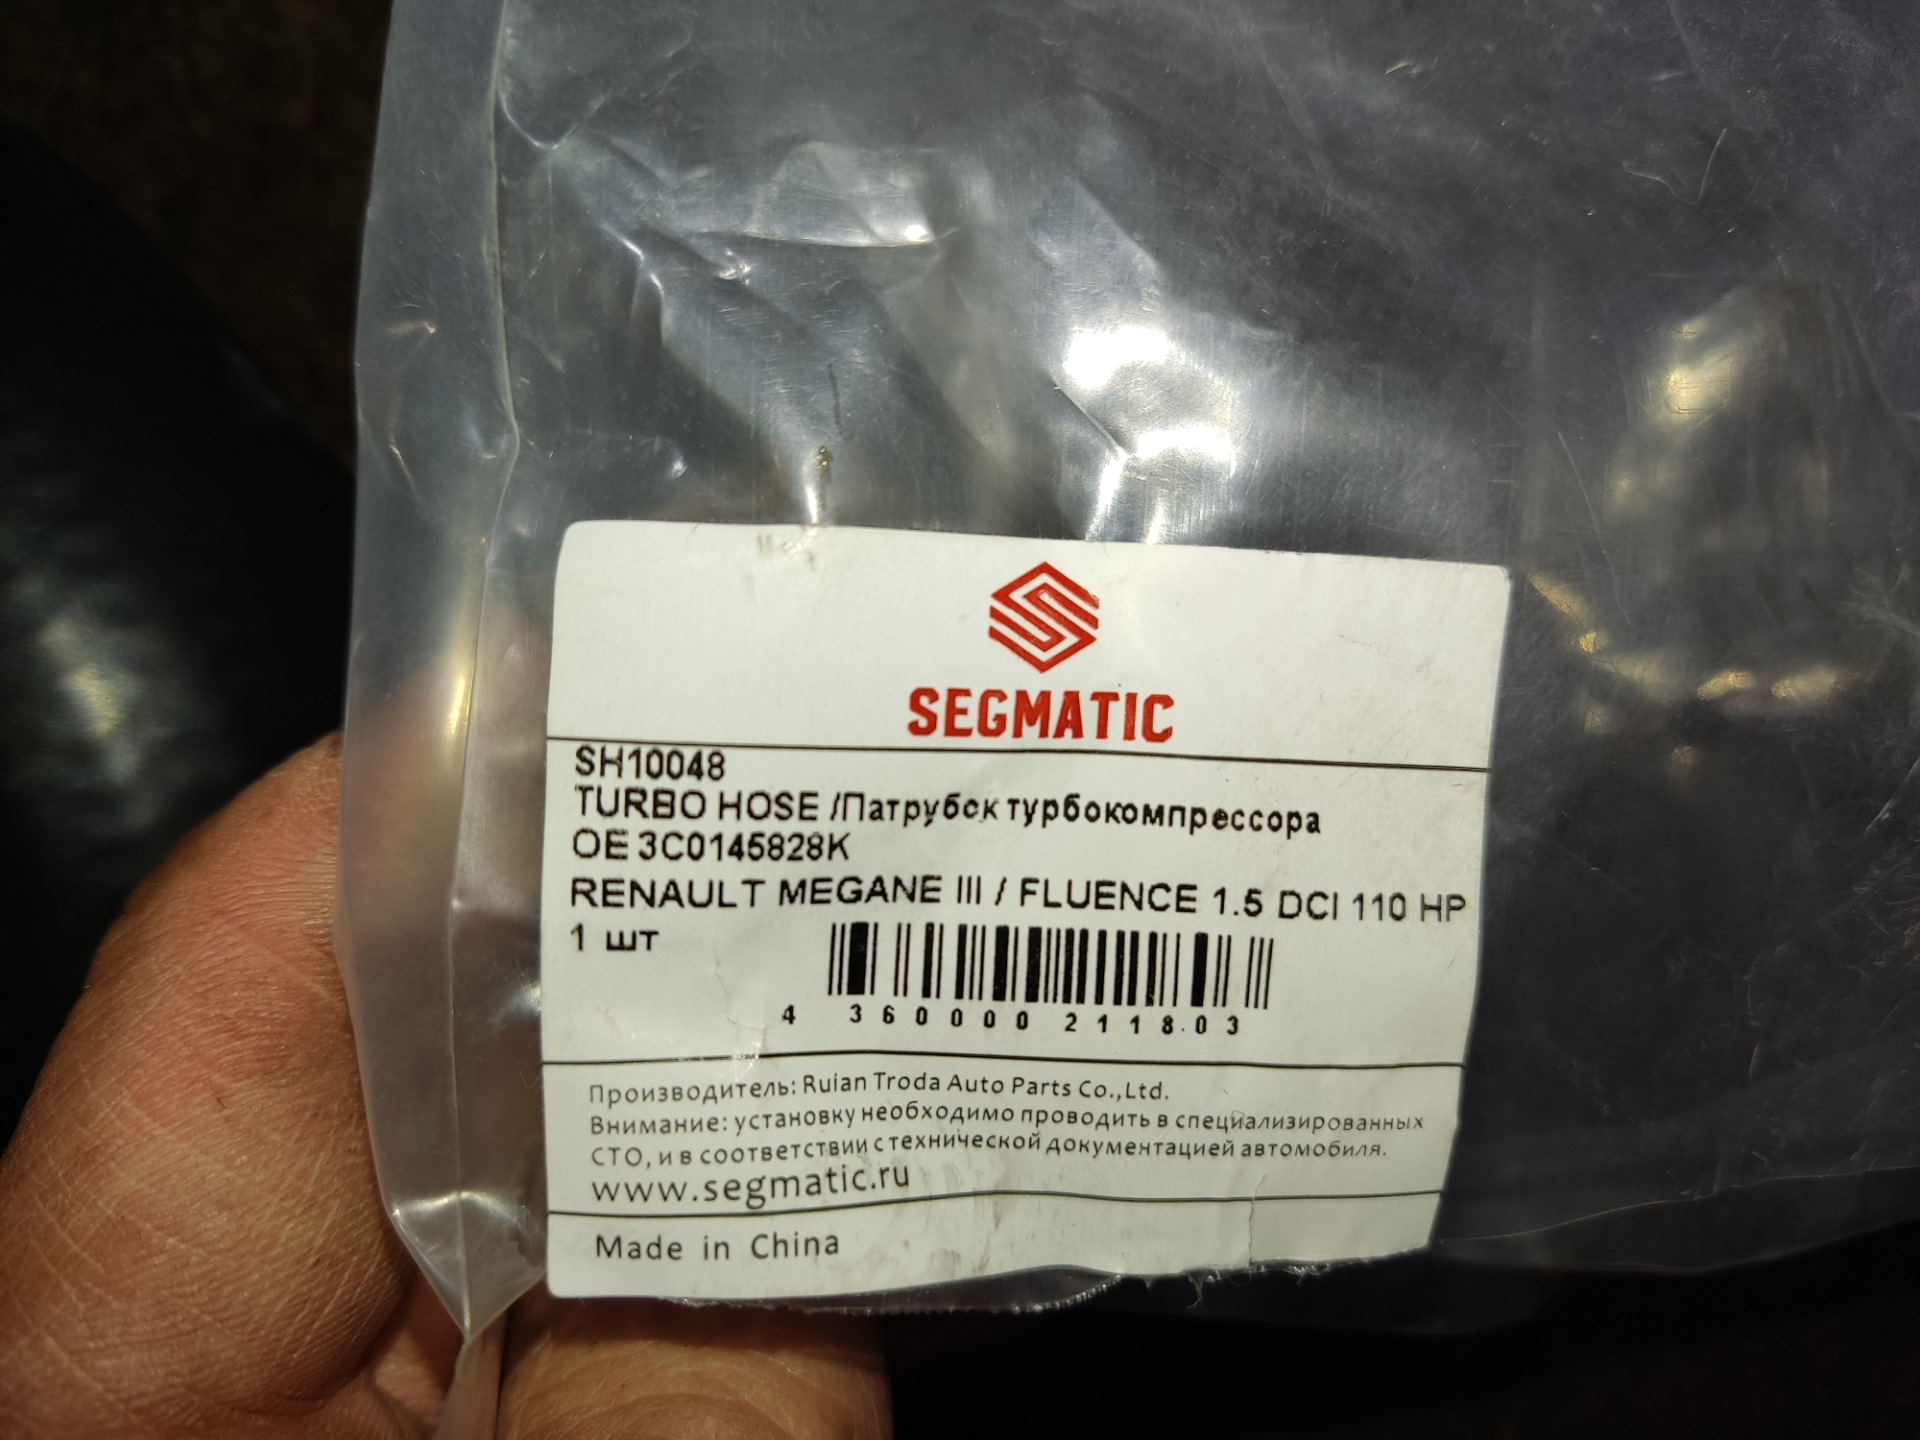 SEGMATIC
SH10048
TURBO HOSE /Патрубок турбокомпрессора
OE 3C0145828K
RENAULT MEGANE III / FLUENCE 1.5 DCI 110 HP
1 шт
4 360000 211803
Производитель: Ruian Troda Auto Parts Co.,Ltd.
Внимание: установку необходимо проводить в специализированных
СТО, и в соответствии с технической документацией автомобиля.
www.segmatic.ru
Made in China